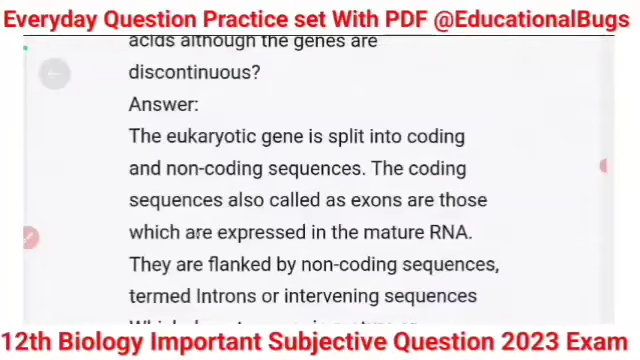 Everyday Question Practice set With PDF @EducationalBugs
acids although the genes are
discontinuous?
Answer:
The eukaryotic gene is split into coding
and non-coding sequences. The coding
sequences also called as exons are those
which are expressed in the mature RNA.
They are flanked by non-coding sequences,
termed Introns or intervening sequences
12th Biology Important Subjective Question 2023 Exam